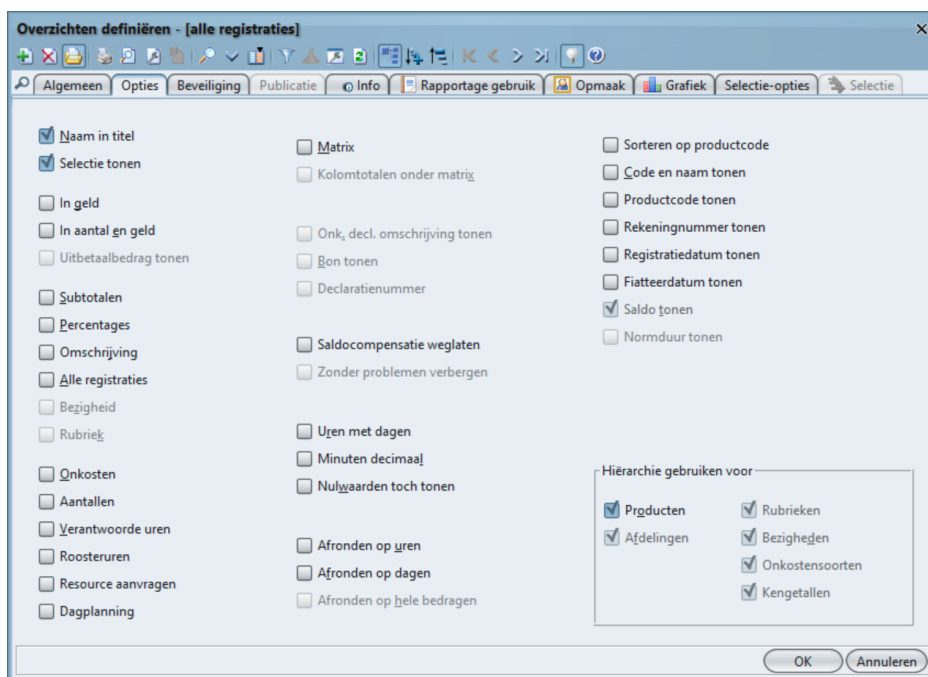 Overzichten definiëren - [alle registraties]
Algemeen Opties Beveiliging Publicatie Info Rapportage gebruik Opmaak Grafiek Selectie-opties Selectie
Naam in titel
Selectie tonen
In geld
In aantal en geld
Uitbetaalbedrag tonen
Subtotalen
Percentages
Omschrijving
Alle registraties
Bezigheid
Rubriek
Onkosten
Aantallen
Verantwoorde uren
Roosteruren
Resource aanvragen
Dagplanning
Matrix
Kolomtotalen onder matrix
Onk. decl. omschrijving tonen
Bon tonen
Declaratienummer
Saldocompensatie weglaten
Zonder problemen verbergen
Uren met dagen
Minuten decimaal
Nulwaarden toch tonen
Afronden op uren
Afronden op dagen
Afronden op hele bedragen
Sorteren op productcode
Code en naam tonen
Productcode tonen
Rekeningnummer tonen
Registratiedatum tonen
Fiatteerdatum tonen
Saldo tonen
Normduur tonen
Hiërarchie gebruiken voor
Producten
Afdelingen
Rubrieken
Bezigheden
Onkostensoorten
Kengetallen
OK Annuleren